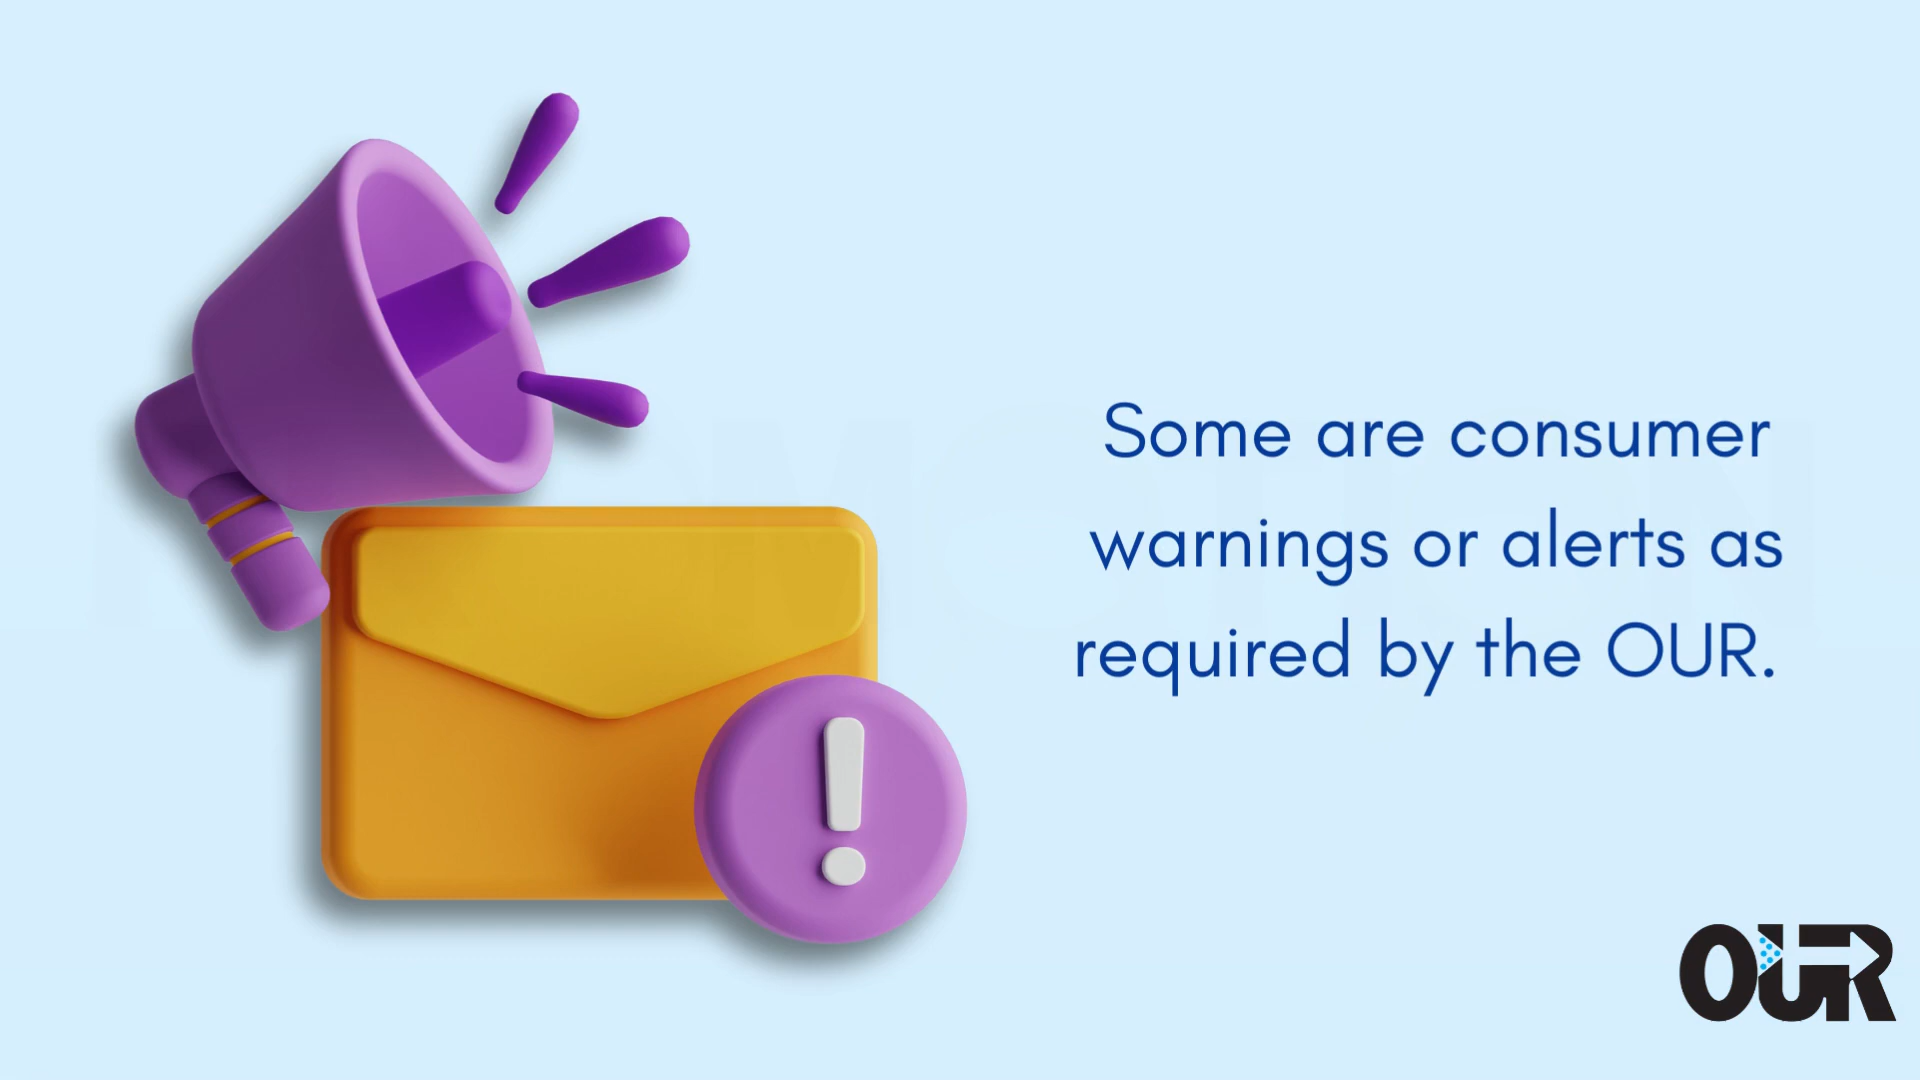 Some are consumer
warnings or alerts as
required by the OUR.
OUR